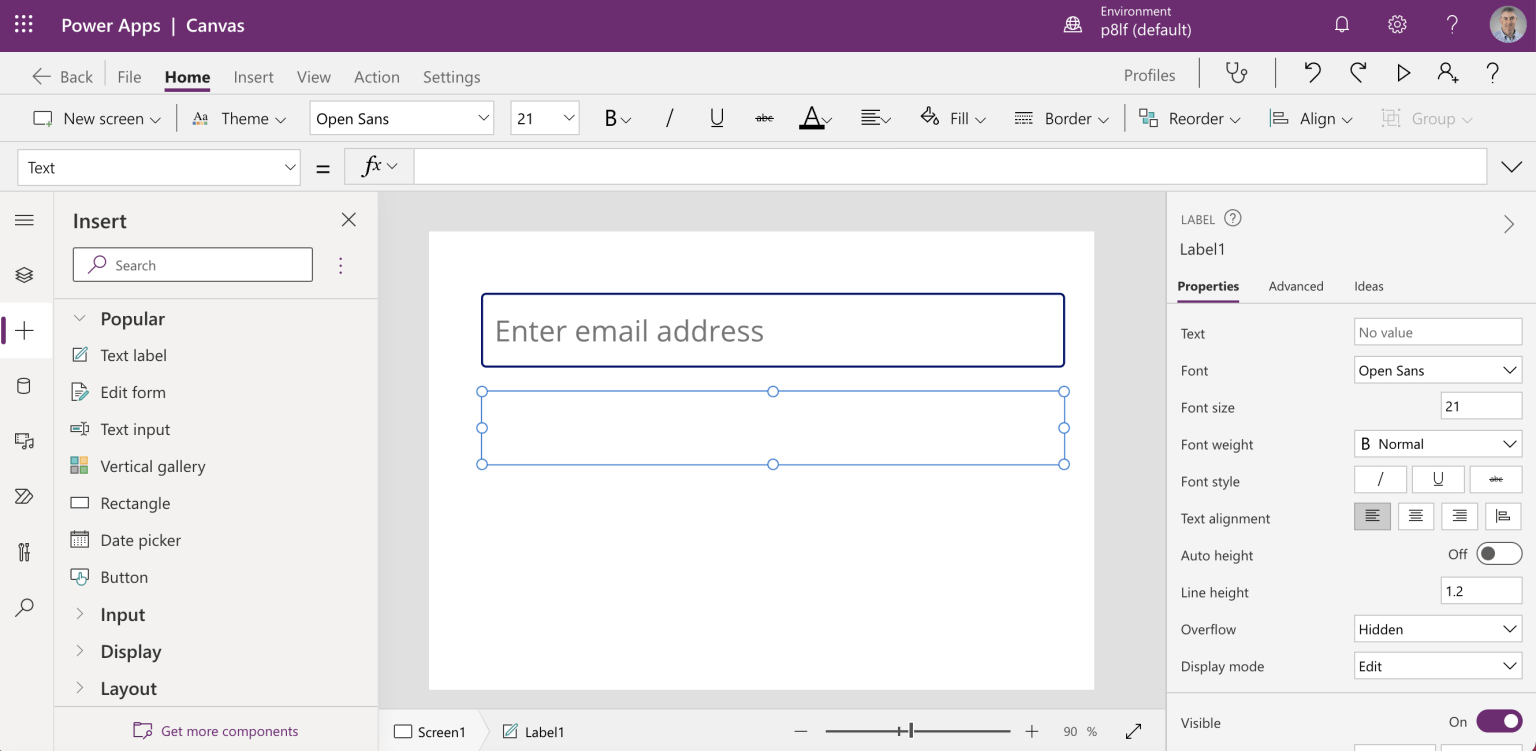 Power Apps | Canvas
Environment
p8lf (default)
Back
File
Home
Insert
View
Action
Settings
Profiles
New screen
Theme
Open Sans
21
B
/
U
abc
A
Fill
Border
Reorder
Align
Group
Text
=
fx
Insert
Search
Popular
Text label
Edit form
Text input
Vertical gallery
Rectangle
Date picker
Button
Input
Display
Layout
Get more components
Enter email address
Screen1
Label1
90 %
LABEL
Label1
Properties
Advanced
Ideas
Text
No value
Font
Open Sans
Font size
21
Font weight
B Normal
Font style
/
U
abc
Text alignment
Auto height
Off
Line height
1.2
Overflow
Hidden
Display mode
Edit
Visible
On